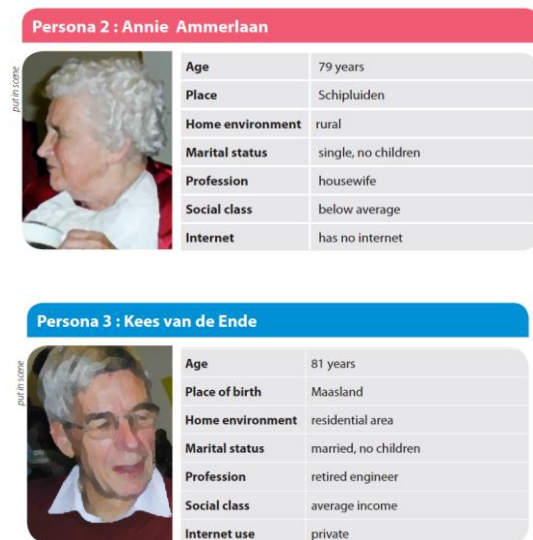 Persona 2 : Annie Ammerlaan
put in scene
Age 79 years
Place Schipluiden
Home environment rural
Marital status single, no children
Profession housewife
Social class below average
Internet has no internet
Persona 3 : Kees van de Ende
put in scene
Age 81 years
Place of birth Maasland
Home environment residential area
Marital status married, no children
Profession retired engineer
Social class average income
Internet use private